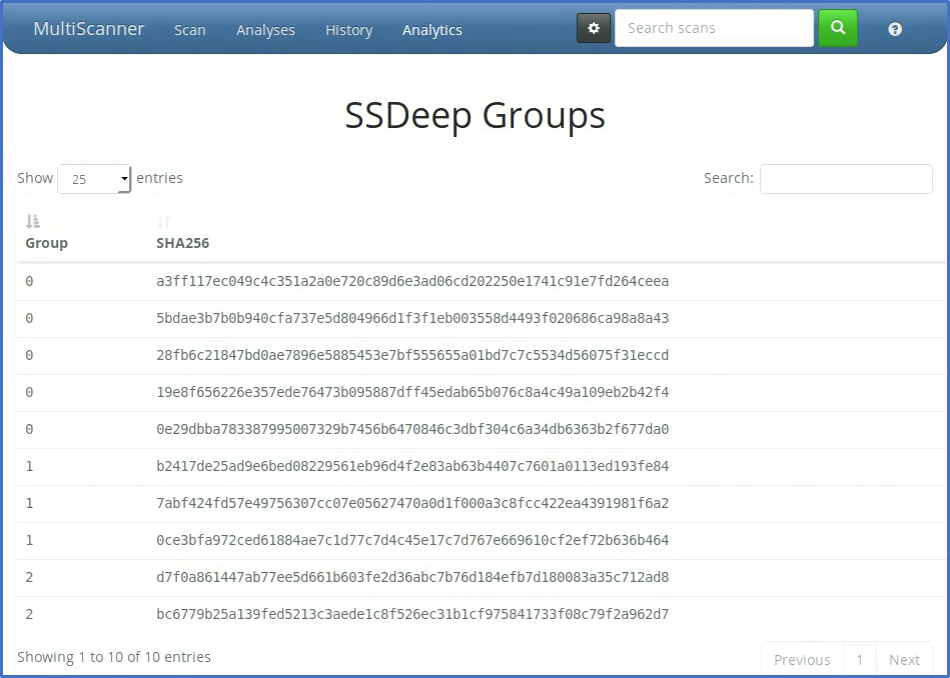 MultiScanner Scan Analyses History Analytics Search scans
SSDeep Groups
Show 25 entries Search:
Group SHA256
0 a3ff117ec049c4c351a2a0e720c89d6e3ad06cd202250e1741c91e7fd264ceea
0 5bdae3b7b0b940cfa737e5d804966d1f3f1eb003558d4493f020686ca98a8a43
0 28fb6c21847bd0ae7896e5885453e7bf555655a01bd7c7c5534d56075f31eccd
0 19e8f656226e357ede76473b095887dff45edab65b076c8a4c49a109eb2b42f4
0 0e29dbba783387995007329b7456b6470846c3dbf304c6a34db6363b2f677da0
1 b2417de25ad9e6bed08229561eb96d4f2e83ab63b4407c7601a0113ed193fe84
1 7abf424fd57e49756307cc07e05627470a0d1f000a3c8fcc422ea4391981f6a2
1 0ce3bfa972ced61884ae7c1d77c7d4c45e17c7d767e669610cf2ef72b636b464
2 d7f0a861447ab77ee5d661b603fe2d36abc7b76d184efb7d180083a35c712ad8
2 bc6779b25a139fed5213c3aede1c8f526ec31b1cf975841733f08c79f2a962d7
Showing 1 to 10 of 10 entries Previous 1 Next